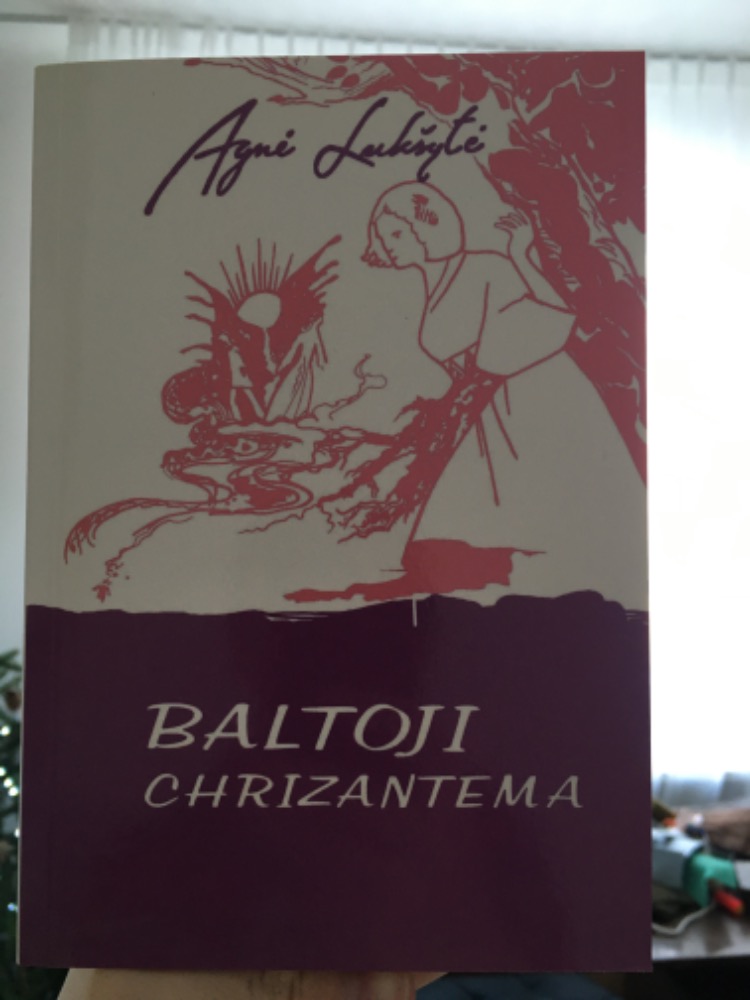 Agnė Lukšytė
BALTOJI
CHRIZANTEMA